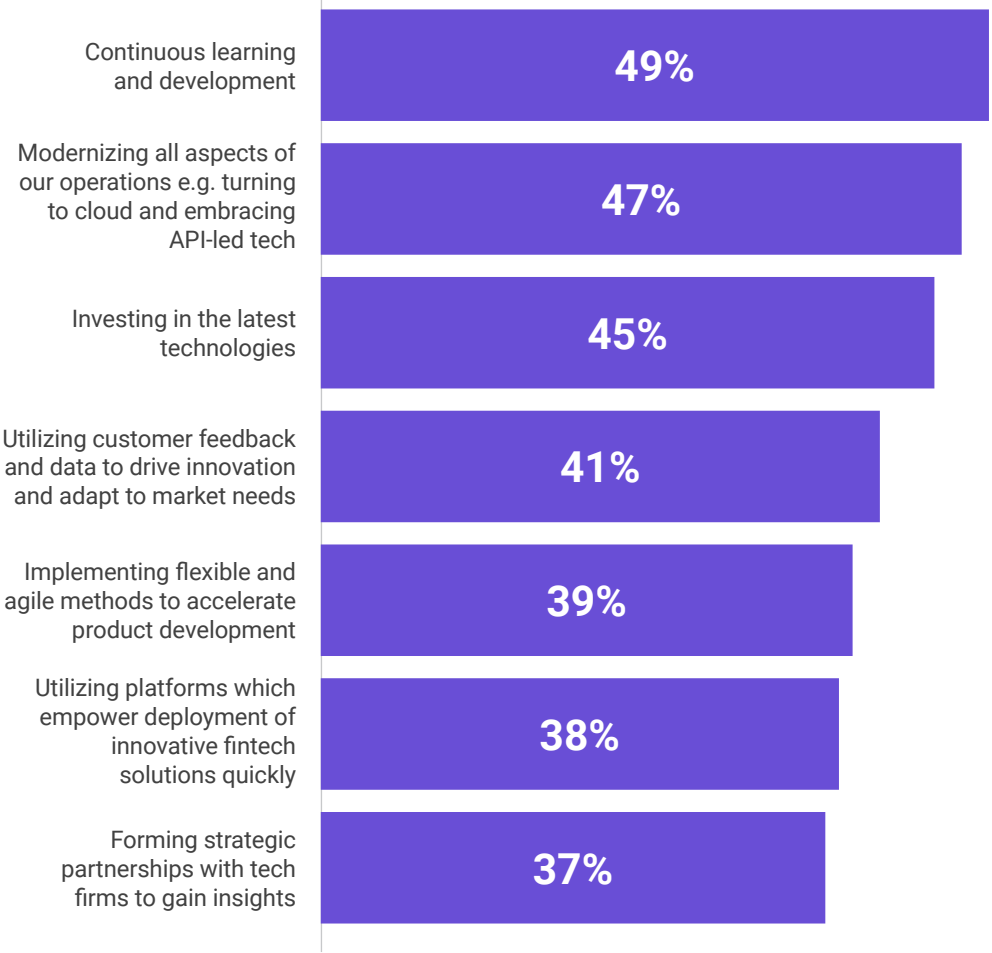 Continuous learning
and development
49%
Modernizing all aspects of
our operations e.g. turning
to cloud and embracing
API-led tech
47%
Investing in the latest
technologies
45%
Utilizing customer feedback
and data to drive innovation
and adapt to market needs
41%
Implementing flexible and
agile methods to accelerate
product development
39%
Utilizing platforms which
empower deployment of
innovative fintech
solutions quickly
38%
Forming strategic
partnerships with tech
firms to gain insights
37%